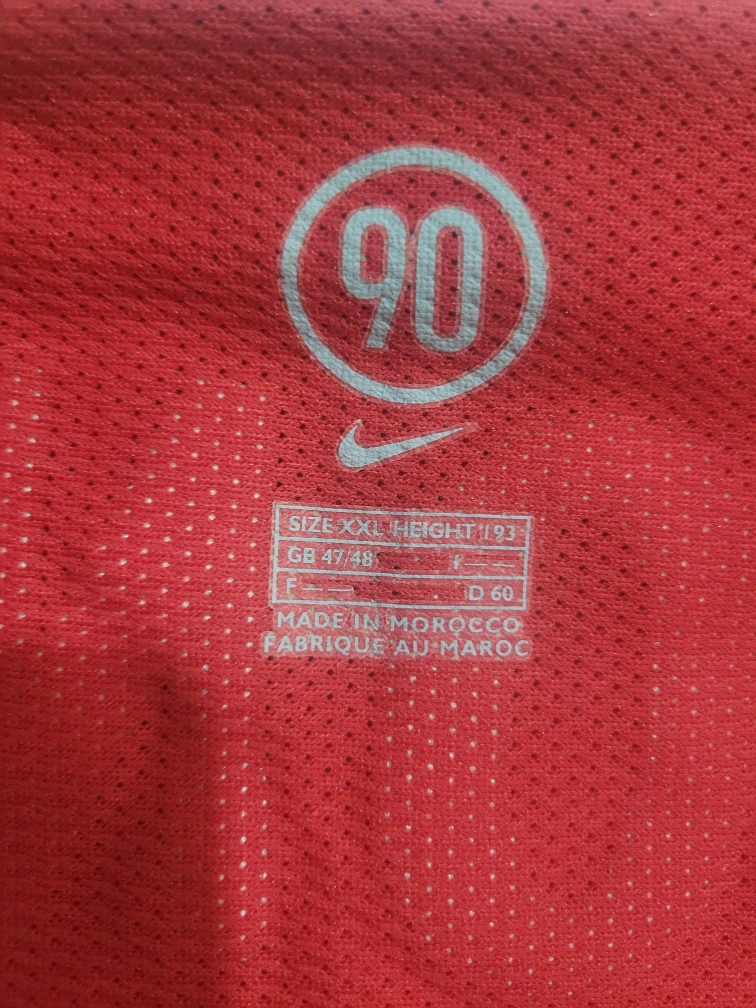 90
SIZE XXL HEIGHT 193
GB 47/48 I — —
F — — D 60
MADE IN MOROCCO
FABRIQUE AU MAROC